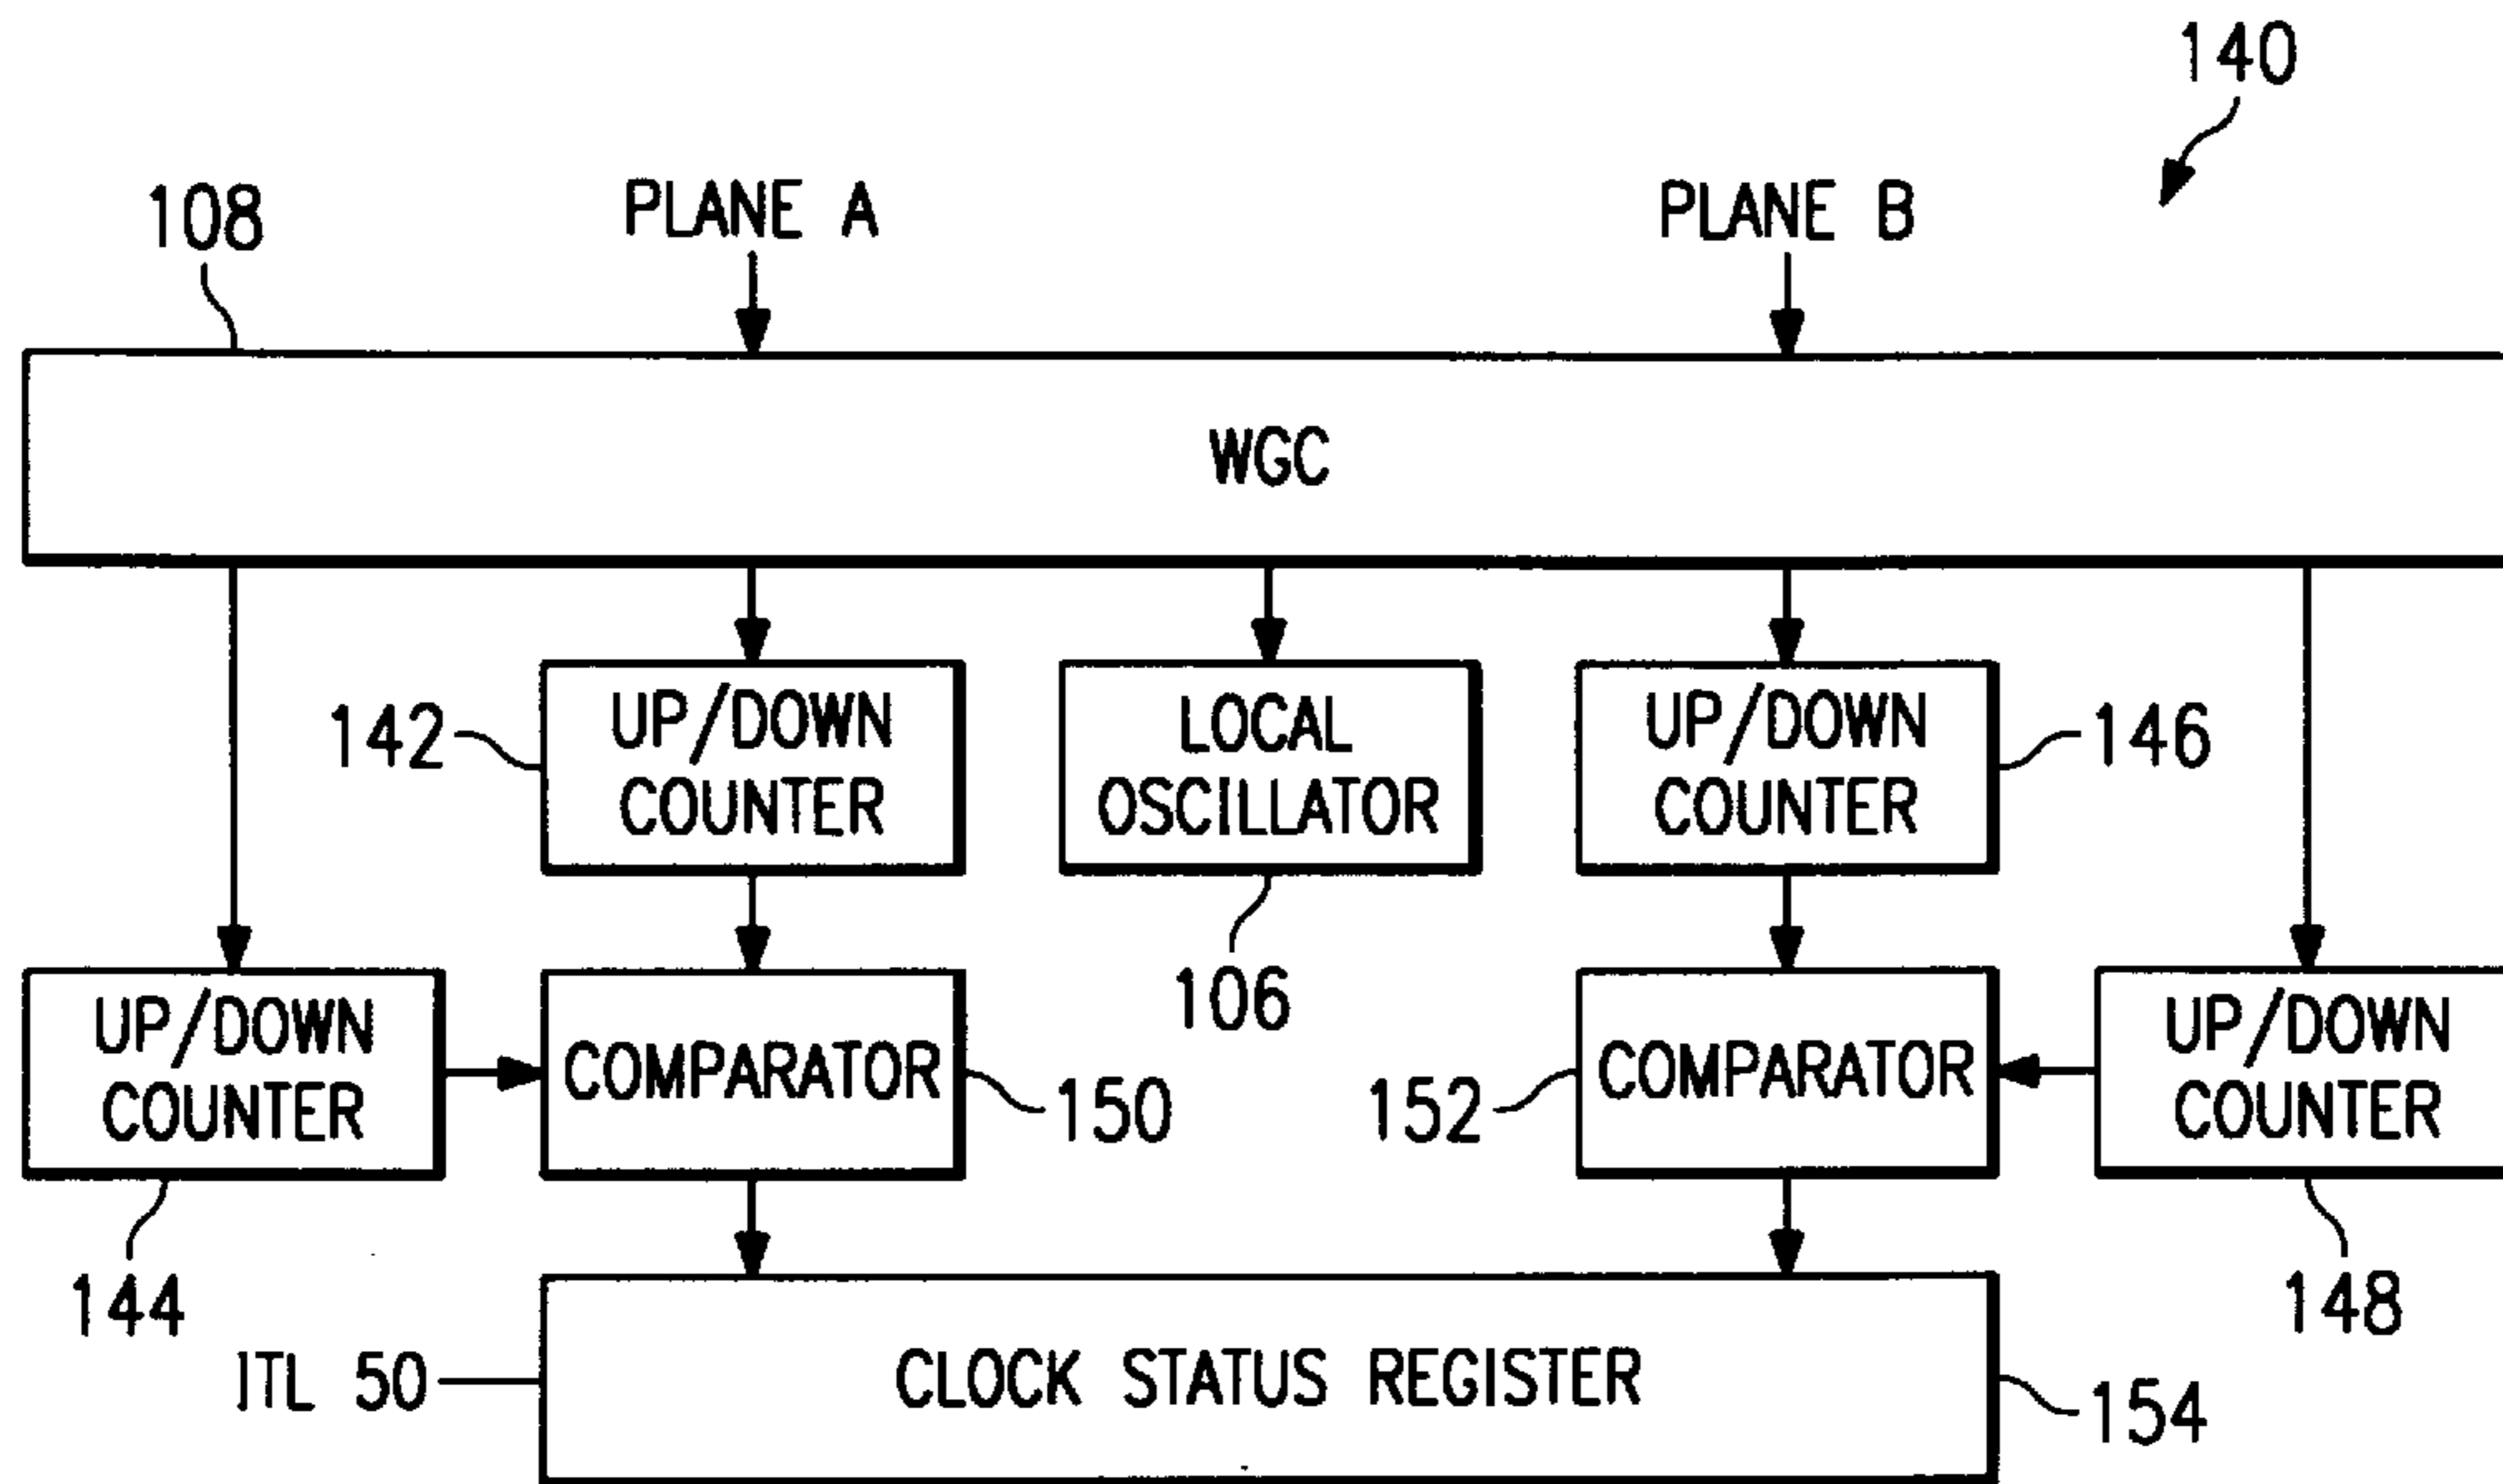 140
108
PLANE A
PLANE B
WGC
142
UP/DOWN
COUNTER
LOCAL
OSCILLATOR
UP/DOWN
COUNTER
146
106
UP/DOWN
COUNTER
COMPARATOR
150
152
COMPARATOR
UP/DOWN
COUNTER
144
148
ITL 50
CLOCK STATUS REGISTER
154